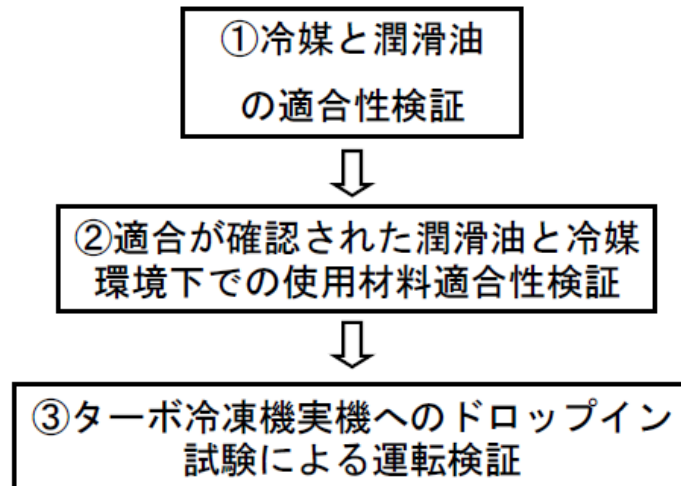 ①冷媒と潤滑油
の適合性検証
②適合が確認された潤滑油と冷媒
環境下での使用材料適合性検証
③ターボ冷凍機実機へのドロップイン
試験による運転検証